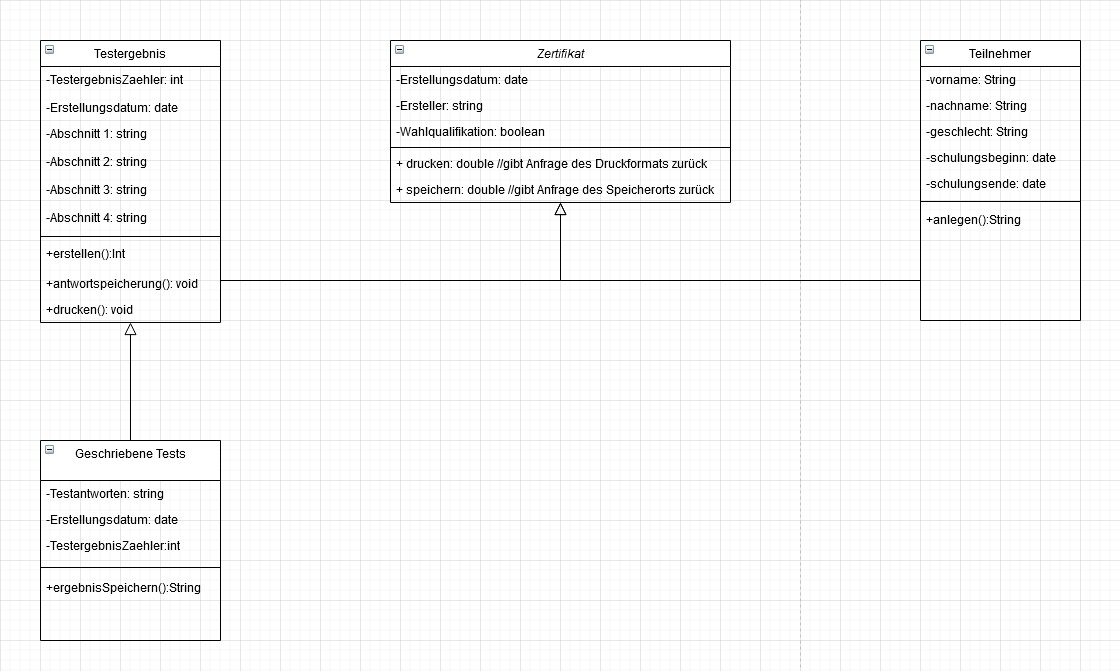 Testergebnis
-TestergebnisZaehler: int
-Erstellungsdatum: date
-Abschnitt 1: string
-Abschnitt 2: string
-Abschnitt 3: string
-Abschnitt 4: string
+erstellen():Int
+antwortspeicherung(): void
+drucken(): void
Zertifikat
-Erstellungsdatum: date
-Ersteller: string
-Wahlqualifikation: boolean
+ drucken: double //gibt Anfrage des Druckformats zurück
+ speichern: double //gibt Anfrage des Speicherorts zurück
Teilnehmer
-vorname: String
-nachname: String
-geschlecht: String
-schulungsbeginn: date
-schulungsende: date
+anlegen():String
Geschriebene Tests
-Testantworten: string
-Erstellungsdatum: date
-TestergebnisZaehler:int
+ergebnisSpeichern():String